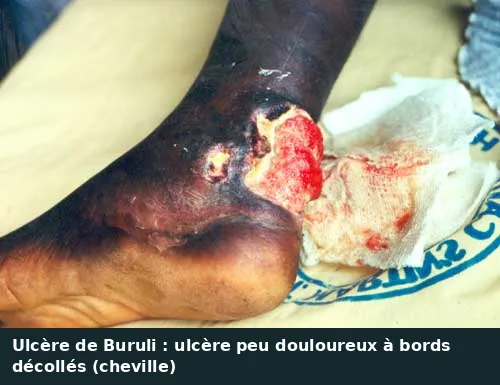 Ulcère de Buruli : ulcère peu douloureux à bords
décollés (cheville)